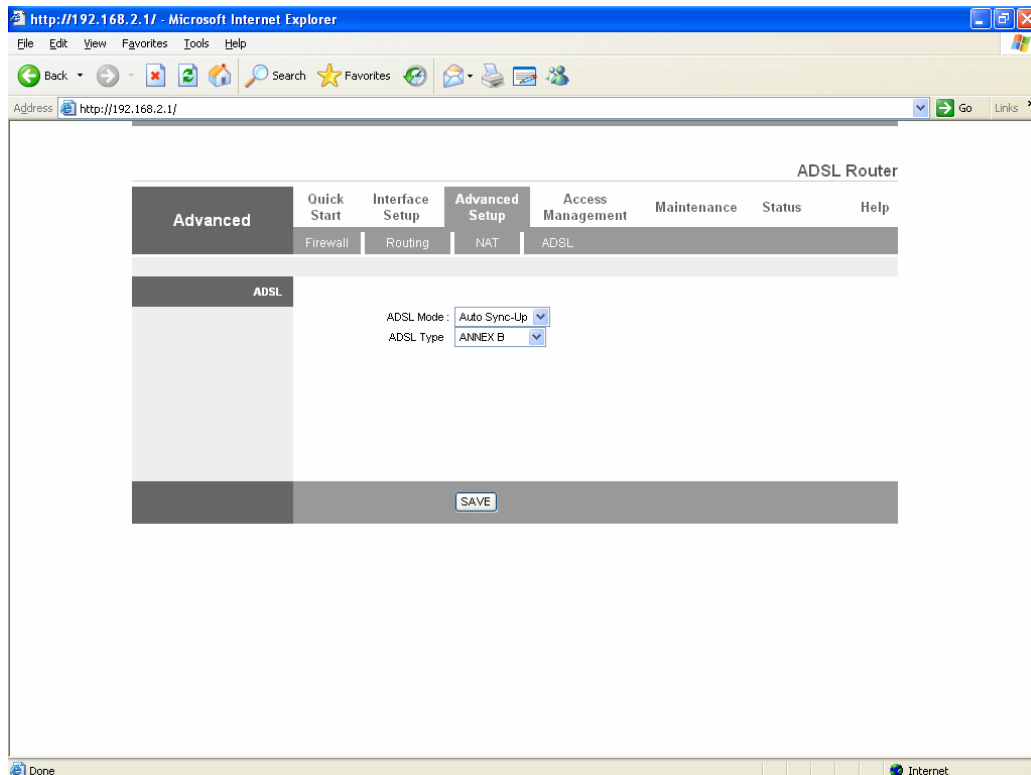 http://192.168.2.1/ - Microsoft Internet Explorer
File Edit View Favorites Tools Help
Back Search Favorites
Address http://192.168.2.1/ Go Links
ADSL Router
Advanced
Quick Start
Interface Setup
Advanced Setup
Access Management
Maintenance
Status
Help
Firewall Routing NAT ADSL
ADSL
ADSL Mode : Auto Sync-Up
ADSL Type ANNEX B
SAVE
Done Internet